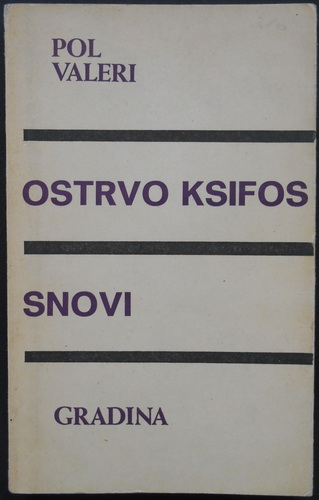 POL
VALERI
OSTRVO KSIFOS
SNOVI
GRADINA